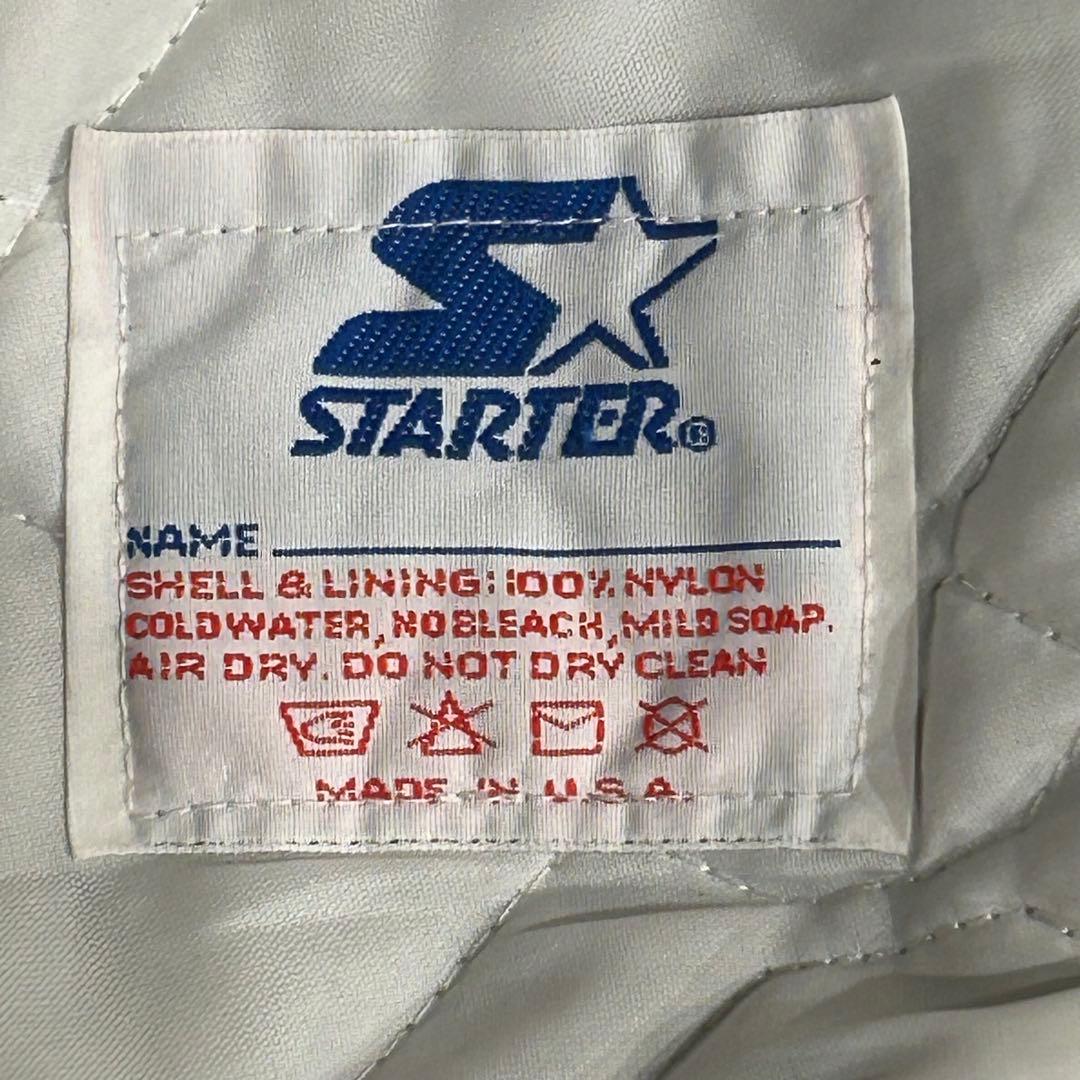 STARTER®
NAME
SHELL & LINING: 100% NYLON
COLD WATER, NO BLEACH, MILD SOAP.
AIR DRY. DO NOT DRY CLEAN
MADE IN U.S.A.